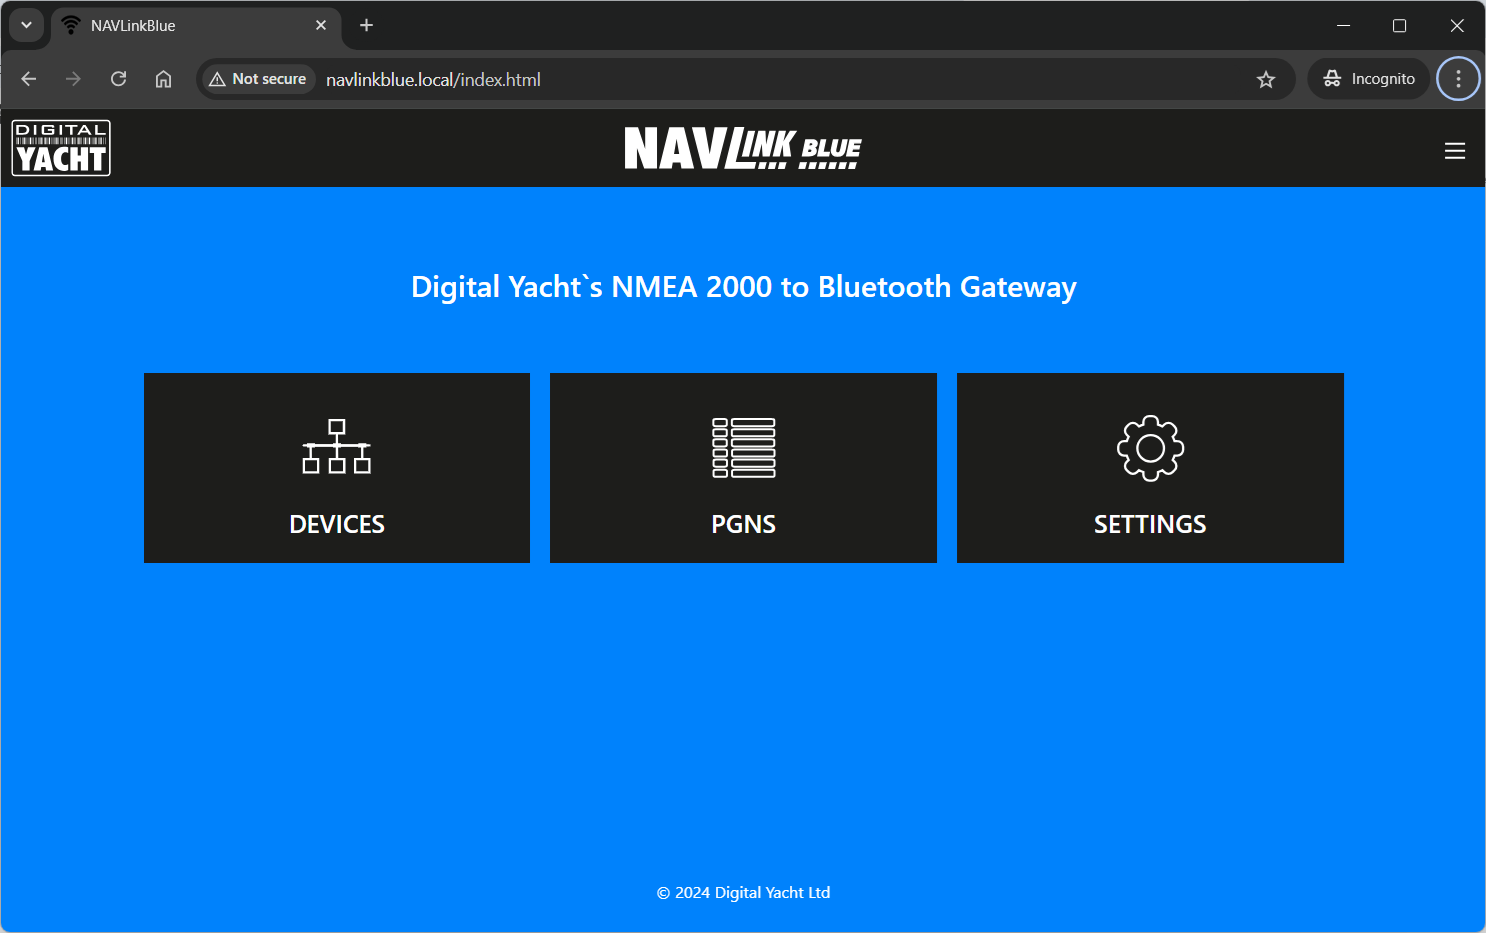 NAVLinkBlue
Not secure
navlinkblue.local/index.html
Incognito
DIGITAL
YACHT
NAVLINK BLUE
Digital Yacht`s NMEA 2000 to Bluetooth Gateway
DEVICES
PGNS
SETTINGS
© 2024 Digital Yacht Ltd